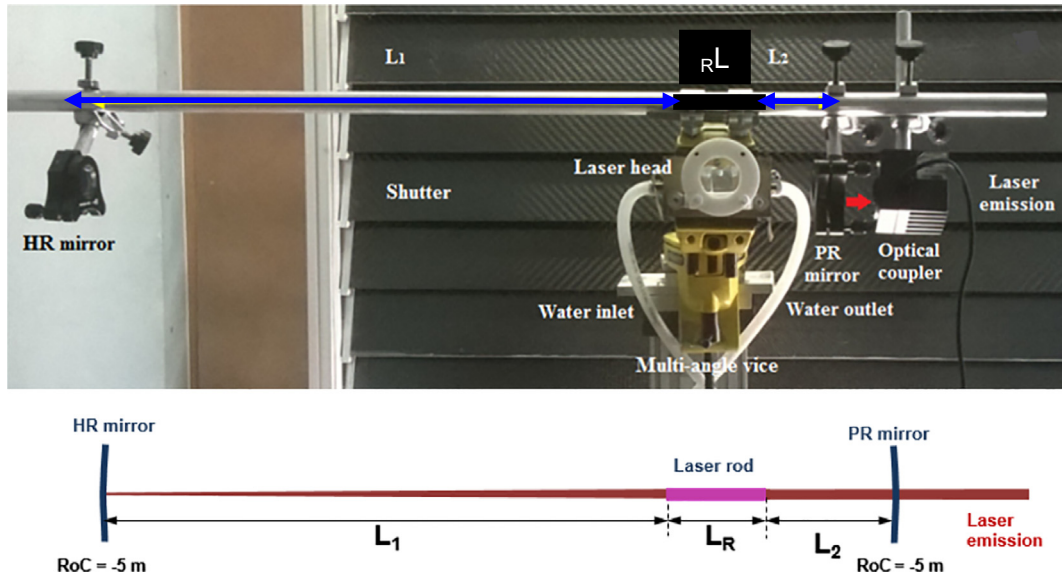 L1
RL
L2
Laser head
Shutter
Laser
emission
HR mirror
PR
mirror
Optical
coupler
Water inlet
Water outlet
Multi-angle vice
HR mirror
PR mirror
Laser rod
L1
LR
L2
Laser
emission
RoC = -5 m
RoC = -5 m